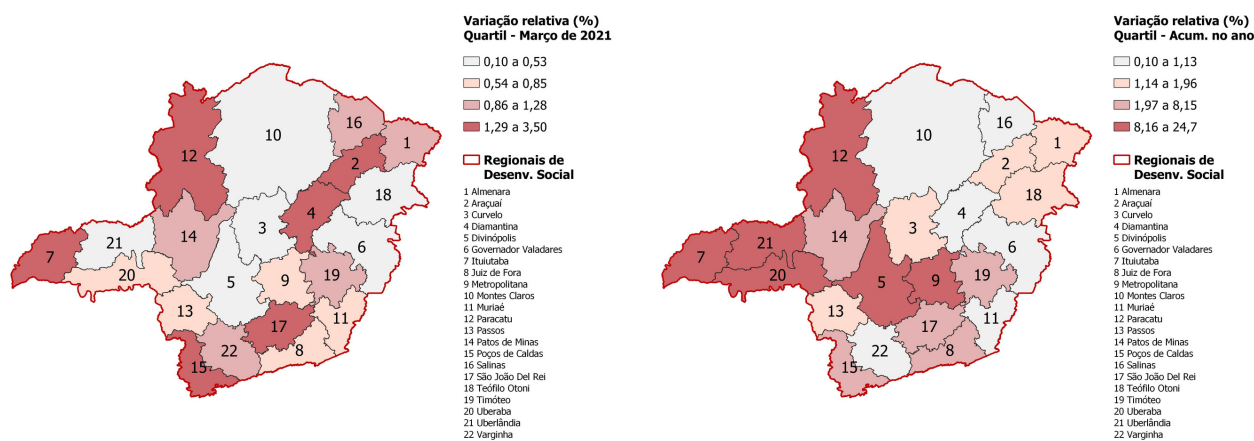 Variação relativa (%)
Quartil - Março de 2021
0,10 a 0,53
0,54 a 0,85
0,86 a 1,28
1,29 a 3,50
Regionais de
Desenv. Social
1 Almenara
2 Araçuaí
3 Curvelo
4 Diamantina
5 Divinópolis
6 Governador Valadares
7 Ituiutaba
8 Juiz de Fora
9 Metropolitana
10 Montes Claros
11 Muriaé
12 Paracatu
13 Passos
14 Patos de Minas
15 Poços de Caldas
16 Salinas
17 São João Del Rei
18 Teófilo Otoni
19 Timóteo
20 Uberaba
21 Uberlândia
22 Varginha
10
16
1
12
2
18
4
3
14
21
6
7
20
19
9
5
13
11
17
8
22
15
Variação relativa (%)
Quartil - Acum. no ano
0,10 a 1,13
1,14 a 1,96
1,97 a 8,15
8,16 a 24,7
Regionais de
Desenv. Social
1 Almenara
2 Araçuaí
3 Curvelo
4 Diamantina
5 Divinópolis
6 Governador Valadares
7 Ituiutaba
8 Juiz de Fora
9 Metropolitana
10 Montes Claros
11 Muriaé
12 Paracatu
13 Passos
14 Patos de Minas
15 Poços de Caldas
16 Salinas
17 São João Del Rei
18 Teófilo Otoni
19 Timóteo
20 Uberaba
21 Uberlândia
22 Varginha
10
16
1
12
2
18
4
3
14
21
6
7
20
19
9
5
13
11
17
8
22
15